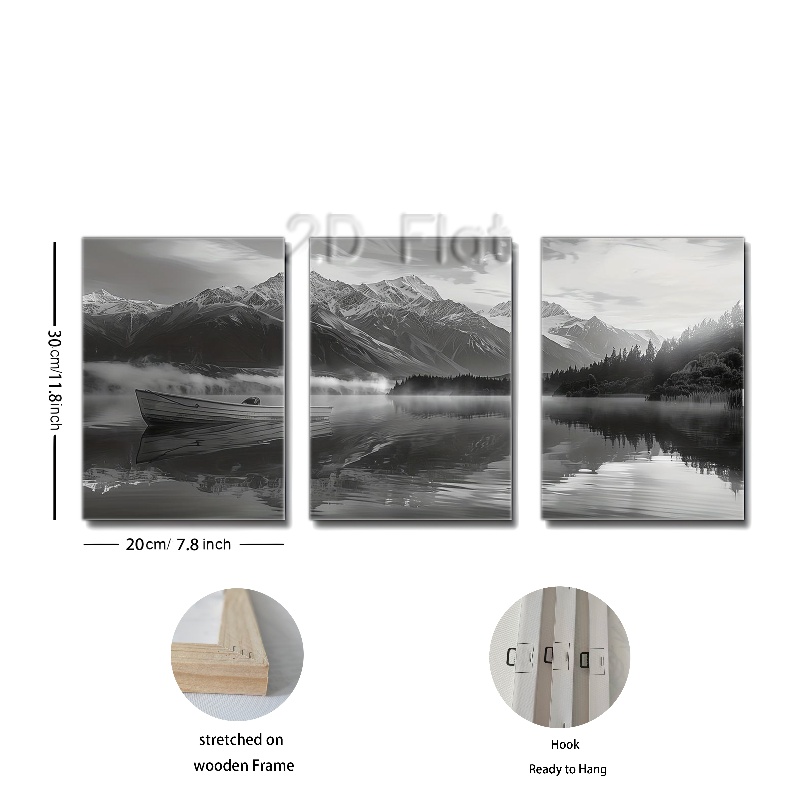 2D Flat
30cm/11.8inch
20cm/ 7.8 inch
stretched on
wooden Frame
Hook
Ready to Hang